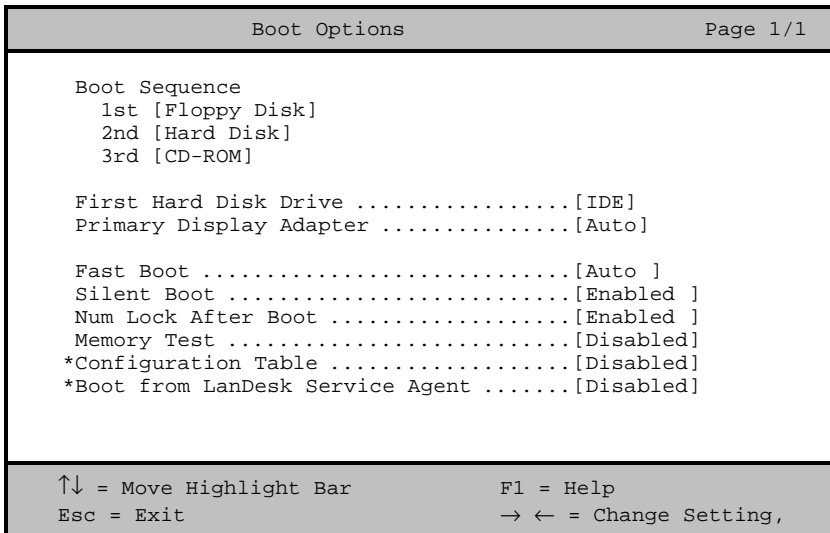 Boot Options Page 1/1
Boot Sequence
1st [Floppy Disk]
2nd [Hard Disk]
3rd [CD-ROM]
First Hard Disk Drive .................[IDE]
Primary Display Adapter ...............[Auto]
Fast Boot .............................[Auto ]
Silent Boot ...........................[Enabled ]
Num Lock After Boot ...................[Enabled ]
Memory Test ...........................[Disabled]
*Configuration Table ...................[Disabled]
*Boot from LanDesk Service Agent .......[Disabled]
↑↓ = Move Highlight Bar F1 = Help
Esc = Exit → ← = Change Setting,